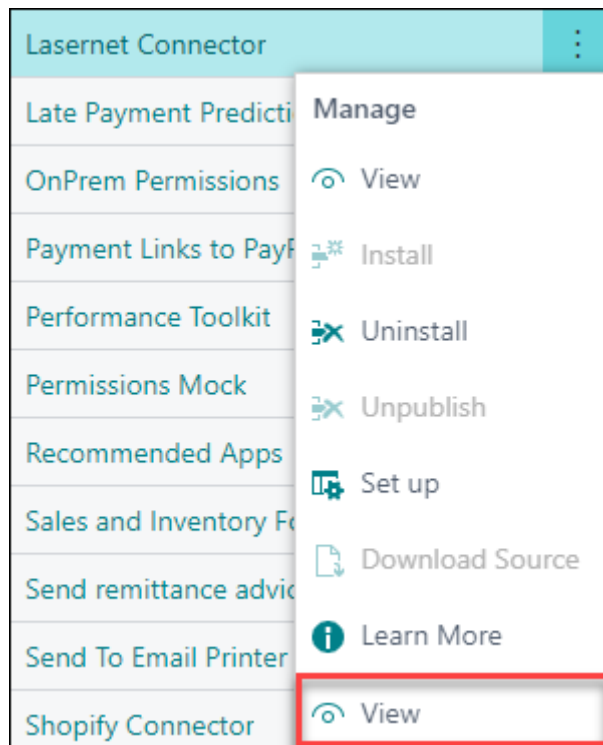 Lasernet Connector
Late Payment Predicti
OnPrem Permissions
Payment Links to PayP
Performance Toolkit
Permissions Mock
Recommended Apps
Sales and Inventory Fo
Send remittance advic
Send To Email Printer
Shopify Connector
Manage
View
Install
Uninstall
Unpublish
Set up
Download Source
Learn More
View